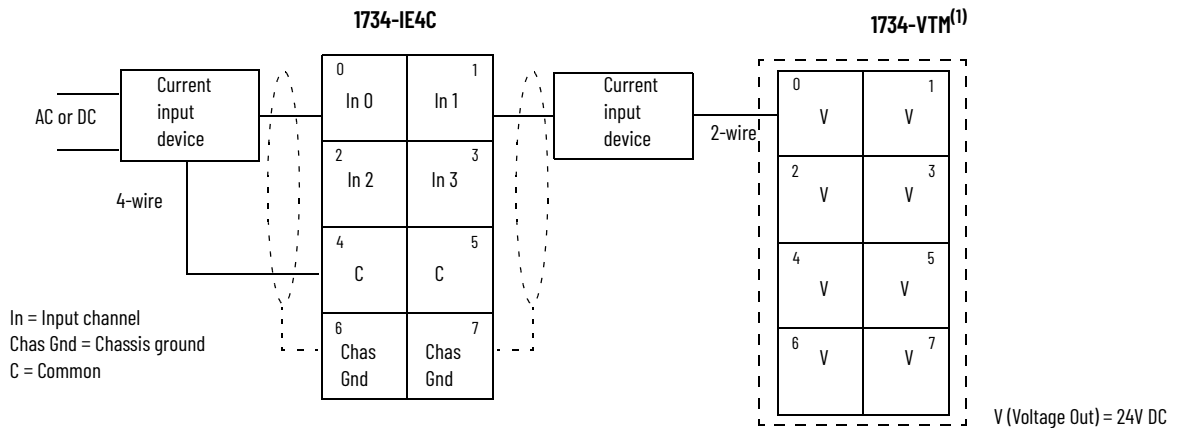 1734-IE4C
1734-VTM(1)
AC or DC
Current
input
device
4-wire
0
In 0
1
In 1
2
In 2
3
In 3
4
C
5
C
6
Chas
Gnd
7
Chas
Gnd
Current
input
device
2-wire
0
V
1
V
2
V
3
V
4
V
5
V
6
V
7
V
In = Input channel
Chas Gnd = Chassis ground
C = Common
V (Voltage Out) = 24V DC